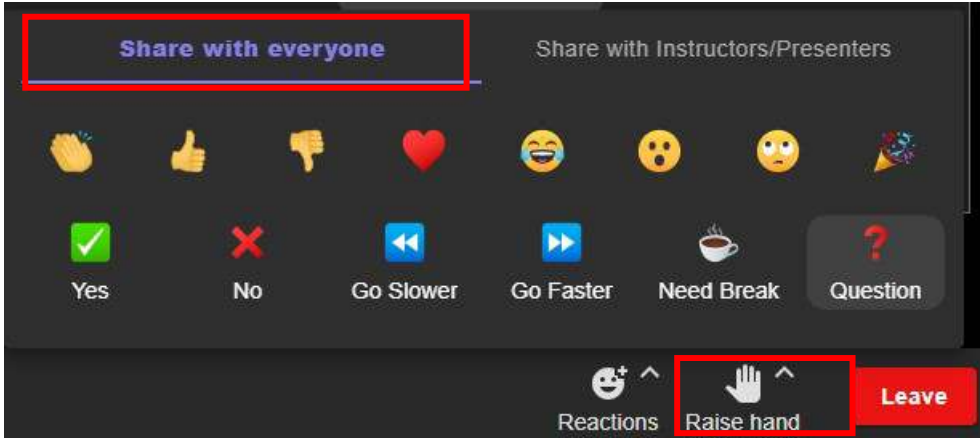 Share with everyone Share with Instructors/Presenters
Yes No Go Slower Go Faster Need Break Question
Reactions Raise hand Leave